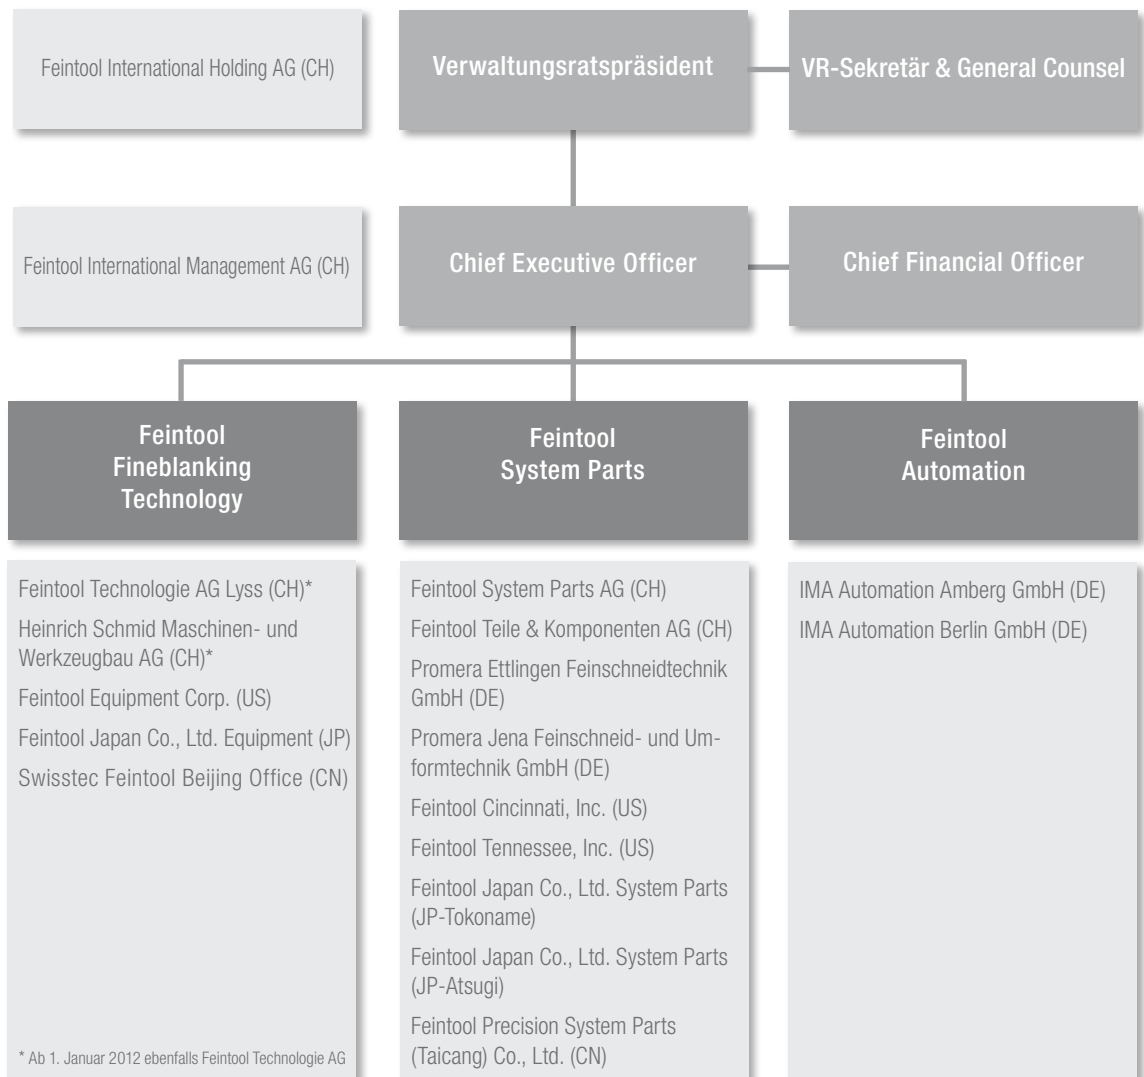 Feintool International Holding AG (CH)
Verwaltungsratspräsident
VR-Sekretär & General Counsel
Feintool International Management AG (CH)
Chief Executive Officer
Chief Financial Officer
Feintool
Fineblanking
Technology
Feintool
System Parts
Feintool
Automation
Feintool Technologie AG Lyss (CH)*
Heinrich Schmid Maschinen- und
Werkzeugbau AG (CH)*
Feintool Equipment Corp. (US)
Feintool Japan Co., Ltd. Equipment (JP)
Swisstec Feintool Beijing Office (CN)
* Ab 1. Januar 2012 ebenfalls Feintool Technologie AG
Feintool System Parts AG (CH)
Feintool Teile & Komponenten AG (CH)
Promera Ettlingen Feinschneidtechnik
GmbH (DE)
Promera Jena Feinschneid- und Um-
formtechnik GmbH (DE)
Feintool Cincinnati, Inc. (US)
Feintool Tennessee, Inc. (US)
Feintool Japan Co., Ltd. System Parts
(JP-Tokoname)
Feintool Japan Co., Ltd. System Parts
(JP-Atsugi)
Feintool Precision System Parts
(Taicang) Co., Ltd. (CN)
IMA Automation Amberg GmbH (DE)
IMA Automation Berlin GmbH (DE)